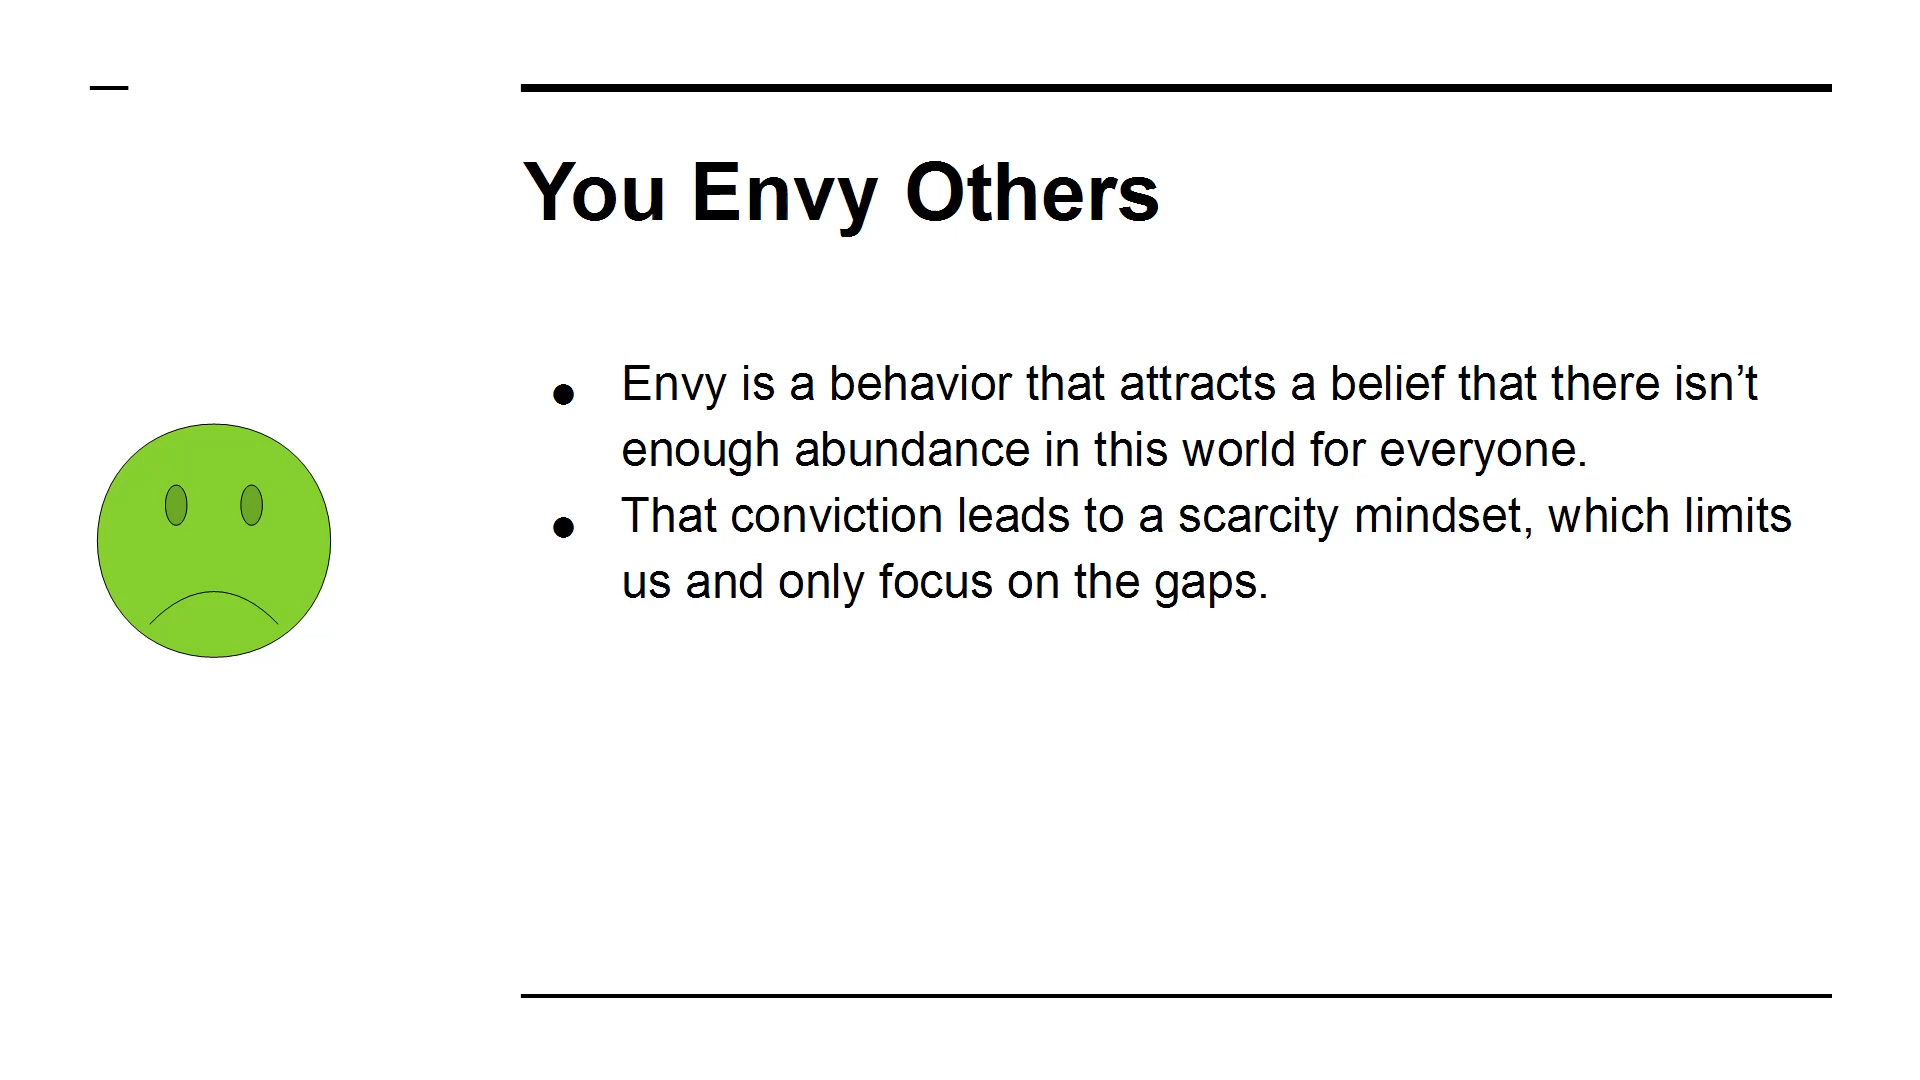 You Envy Others
● Envy is a behavior that attracts a belief that there isn’t
enough abundance in this world for everyone.
● That conviction leads to a scarcity mindset, which limits
us and only focus on the gaps.